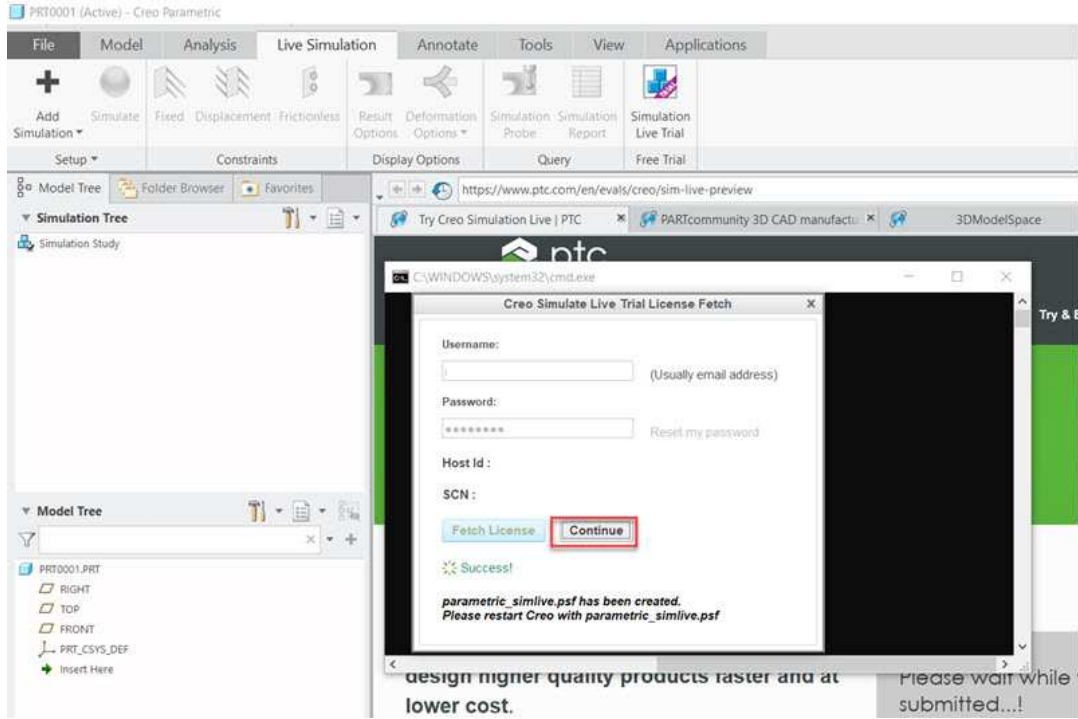 PRT0001 (Active) - Creo Parametric
File Model Analysis Live Simulation Annotate Tools View Applications
Add Simulation Simulate Fixed Displacement Frictionless Result Options Deformation Options Simulation Probe Simulation Report Simulation Live Trial
Setup Constraints Display Options Query Free Trial
Model Tree Folder Browser Favorites
https://www.ptc.com/en/evals/creo/sim-live-preview
Try Creo Simulation Live | PTC PARTcommunity 3D CAD manufactu 3DModelSpace
Simulation Tree
Simulation Study
ptc
C:\WINDOWS\system32\cmd.exe
Creo Simulate Live Trial License Fetch
Try & B
Username:
(Usually email address)
Password:
********
Reset my password
Host Id :
SCN :
Fetch License Continue
Success!
parametric_simlive.psf has been created.
Please restart Creo with parametric_simlive.psf
Model Tree
PRT0001.PRT
RIGHT
TOP
FRONT
PRT_CSYS_DEF
Insert Here
design higher quality products faster and at
lower cost.
Please wait while
submitted...!